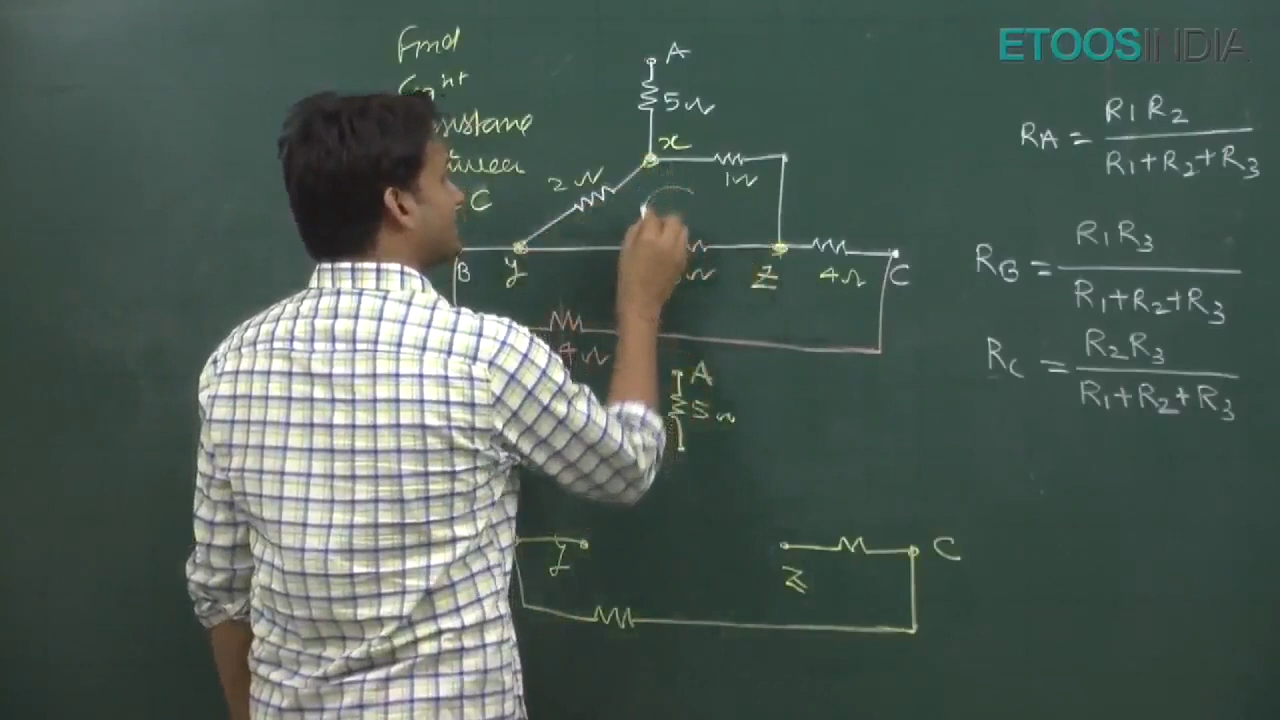 ETOOSINDIA
Find
C
A
5Ω
x
2Ω
1Ω
B
y
Z
4Ω
C
4Ω
A
5Ω
y
Z
C
RA = R1 R2 / R1+R2+R3
RB = R1 R3 / R1+R2+R3
RC = R2 R3 / R1+R2+R3